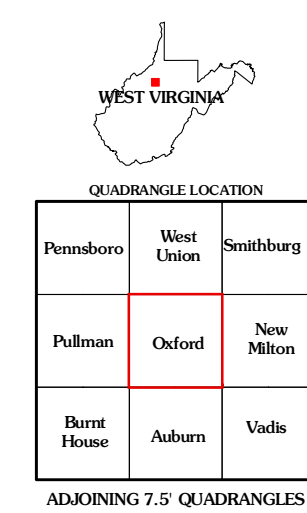 WEST VIRGINIA
QUADRANGLE LOCATION
Pennsboro
West
Union
Smithburg
Pullman
Oxford
New
Milton
Burnt
House
Auburn
Vadis
ADJOINING 7.5' QUADRANGLES